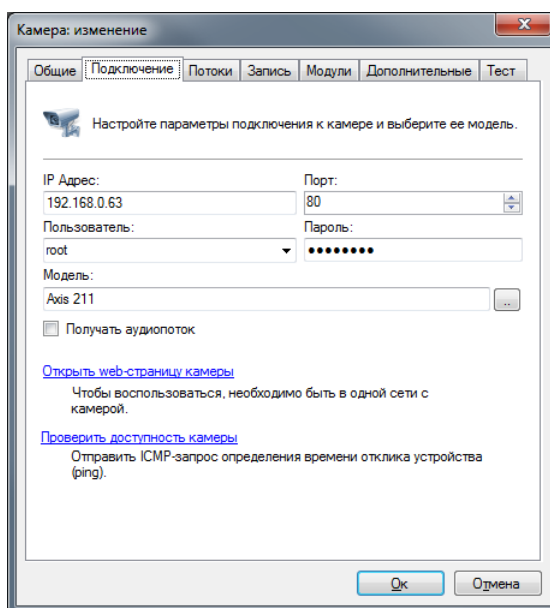 Камера: изменение
Общие Подключение Потоки Запись Модули Дополнительные Тест
Настройте параметры подключения к камере и выберите ее модель.
IP Адрес: Порт:
192.168.0.63 80
Пользователь: Пароль:
root ●●●●●●●●
Модель:
Axis 211 ..
Получать аудиопоток
Открыть web-страницу камеры
Чтобы воспользоваться, необходимо быть в одной сети с
камерой.
Проверить доступность камеры
Отправить ICMP-запрос определения времени отклика устройства
(ping).
Ок Отмена